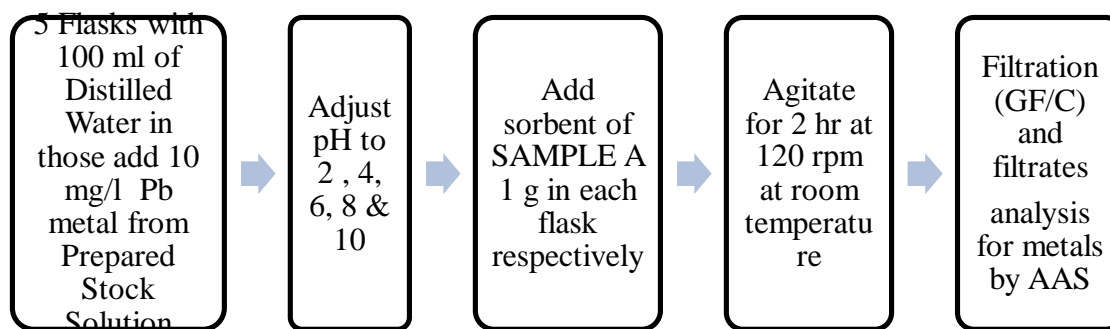 5 Flasks with
100 ml of
Distilled
Water in
those add 10
mg/l Pb
metal from
Prepared
Stock
Solution
Adjust
pH to
2 , 4,
6, 8 &
10
Add
sorbent of
SAMPLE A
1 g in each
flask
respectively
Agitate
for 2 hr at
120 rpm
at room
temperatu
re
Filtration
(GF/C)
and
filtrates
analysis
for metals
by AAS